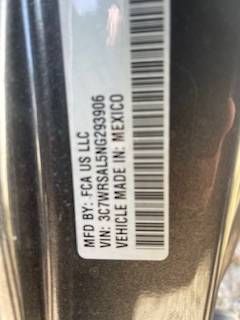 MFD BY: FCA US LLC
VIN: 3C7WRSAL5NG293906
VEHICLE MADE IN: MEXICO